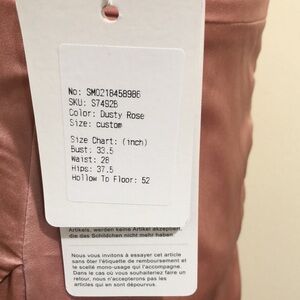 No: SM0218458986
SKU: S7492B
Color: Dusty Rose
Size: custom
Size Chart: (inch)
Bust: 33.5
Waist: 28
Hips: 37.5
Hollow To Floor: 52
Artikels, werden keine Artikel akzeptiert,
die das Schildchen nicht mehr haben.
Nous vous invitons à essayer cet article
sans ôter l'étiquette de remboursement et
le scellé mono-usage qui l'accompagne.
Dans le cas où vous souhaiteriez faire un
retour, nous n'accepterons pas les articles
qui en sont dépourvus.